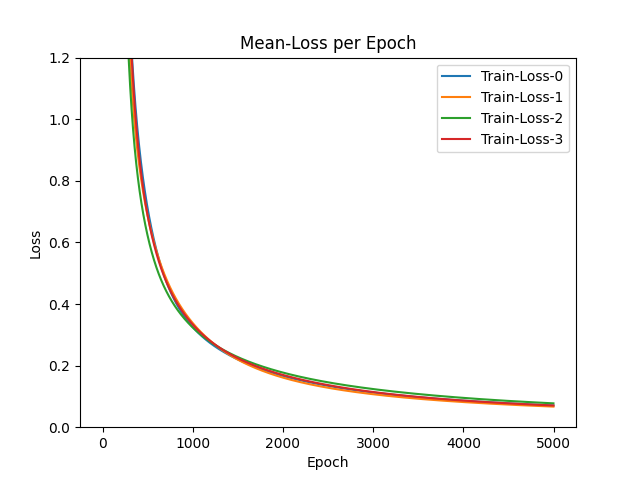 Mean-Loss per Epoch
1.2
1.0
0.8
0.6
0.4
0.2
0.0
Loss
Train-Loss-0
Train-Loss-1
Train-Loss-2
Train-Loss-3
0 1000 2000 3000 4000 5000
Epoch